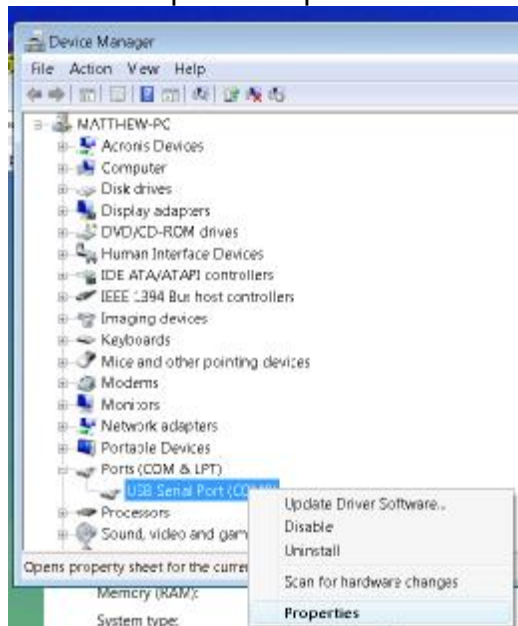 Device Manager
File Action View Help
MATTHEW-PC
Acronis Devices
Computer
Disk drives
Display adapters
DVD/CD-ROM drives
Human Interface Devices
IDE ATA/ATAPI controllers
IEEE 1394 Bus host controllers
Imaging devices
Keyboards
Mice and other pointing devices
Modems
Monitors
Network adapters
Portable Devices
Ports (COM & LPT)
USB Serial Port
Processors
Sound, video and gam
Update Driver Software...
Disable
Uninstall
Scan for hardware changes
Properties
Opens property sheet for the curre
Memory (RAM):
System type: